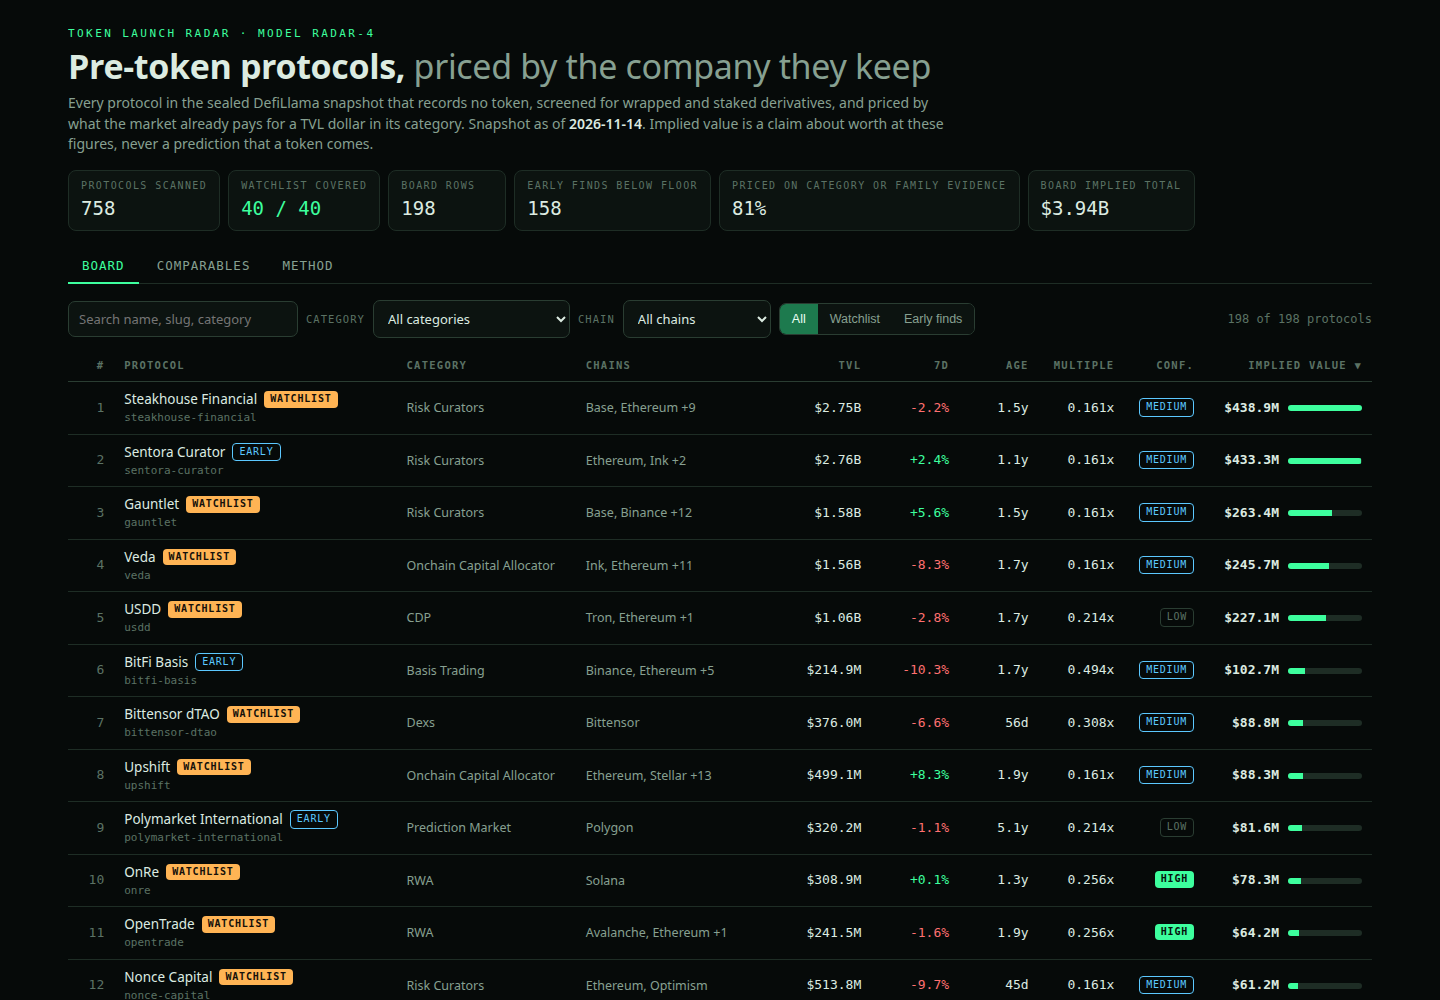 TOKEN LAUNCH RADAR · MODEL RADAR-4
Pre-token protocols, priced by the company they keep
Every protocol in the sealed DefiLlama snapshot that records no token, screened for wrapped and staked derivatives, and priced by
what the market already pays for a TVL dollar in its category. Snapshot as of 2026-11-14. Implied value is a claim about worth at these
figures, never a prediction that a token comes.
PROTOCOLS SCANNED WATCHLIST COVERED BOARD ROWS EARLY FINDS BELOW FLOOR PRICED ON CATEGORY OR FAMILY EVIDENCE BOARD IMPLIED TOTAL
758 40 / 40 198 158 81% $3.94B
BOARD COMPARABLES METHOD
Search name, slug, category CATEGORY All categories CHAIN All chains All Watchlist Early finds 198 of 198 protocols
# PROTOCOL CATEGORY CHAINS TVL 7D AGE MULTIPLE CONF. IMPLIED VALUE ▼
1 Steakhouse Financial WATCHLIST Risk Curators Base, Ethereum +9 $2.75B -2.2% 1.5y 0.161x MEDIUM $438.9M
steakhouse-financial
2 Sentora Curator EARLY Risk Curators Ethereum, Ink +2 $2.76B +2.4% 1.1y 0.161x MEDIUM $433.3M
sentora-curator
3 Gauntlet WATCHLIST Risk Curators Base, Binance +12 $1.58B +5.6% 1.5y 0.161x MEDIUM $263.4M
gauntlet
4 Veda WATCHLIST Onchain Capital Allocator Ink, Ethereum +11 $1.56B -8.3% 1.7y 0.161x MEDIUM $245.7M
veda
5 USDD WATCHLIST CDP Tron, Ethereum +1 $1.06B -2.8% 1.7y 0.214x LOW $227.1M
usdd
6 BitFi Basis EARLY Basis Trading Binance, Ethereum +5 $214.9M -10.3% 1.7y 0.494x MEDIUM $102.7M
bitfi-basis
7 Bittensor dTAO WATCHLIST Dexs Bittensor $376.0M -6.6% 56d 0.308x MEDIUM $88.8M
bittensor-dtao
8 Upshift WATCHLIST Onchain Capital Allocator Ethereum, Stellar +13 $499.1M +8.3% 1.9y 0.161x MEDIUM $88.3M
upshift
9 Polymarket International EARLY Prediction Market Polygon $320.2M -1.1% 5.1y 0.214x LOW $81.6M
polymarket-international
10 OnRe WATCHLIST RWA Solana $308.9M +0.1% 1.3y 0.256x HIGH $78.3M
onre
11 OpenTrade WATCHLIST RWA Avalanche, Ethereum +1 $241.5M -1.6% 1.9y 0.256x HIGH $64.2M
opentrade
12 Nonce Capital WATCHLIST Risk Curators Ethereum, Optimism $513.8M -9.7% 45d 0.161x MEDIUM $61.2M
nonce-capital